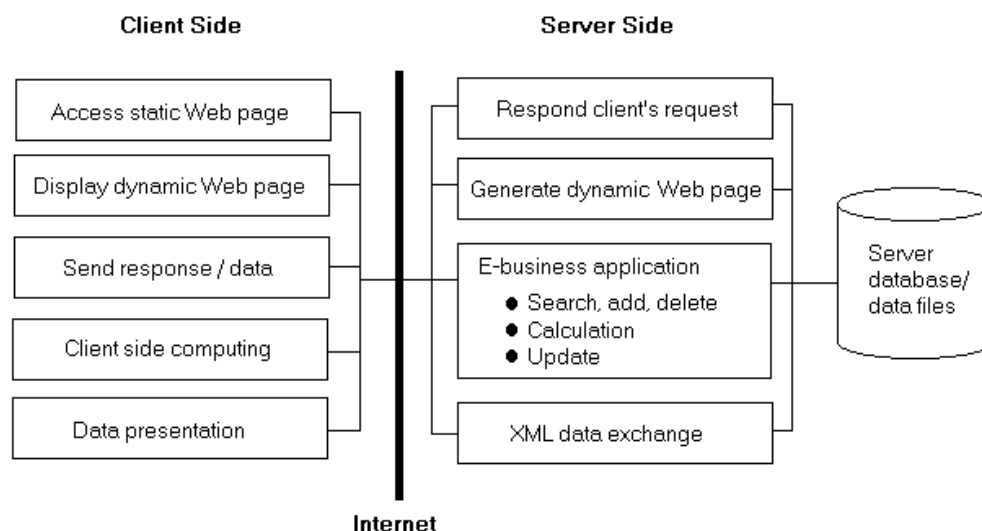 Client Side
Server Side
Access static Web page
Display dynamic Web page
Send response / data
Client side computing
Data presentation
Respond client's request
Generate dynamic Web page
E-business application
● Search, add, delete
● Calculation
● Update
XML data exchange
Server
database/
data files
Internet